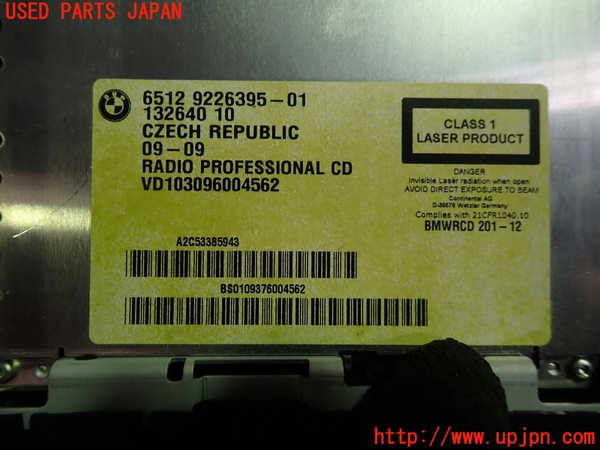 USED PARTS JAPAN
BMW
6512 9226395-01
132640 10
CZECH REPUBLIC
09-09
RADIO PROFESSIONAL CD
VD103096004562
CLASS 1
LASER PRODUCT
DANGER
Invisible Laser radiation when open
AVOID DIRECT EXPOSURE TO BEAM
Continental AG
D-35576 Wetzlar Germany
Complies with 21CFR1040.10
BMWRCD 201-12
A2C53385943
BS0109376004562
http://www.upjpn.com/